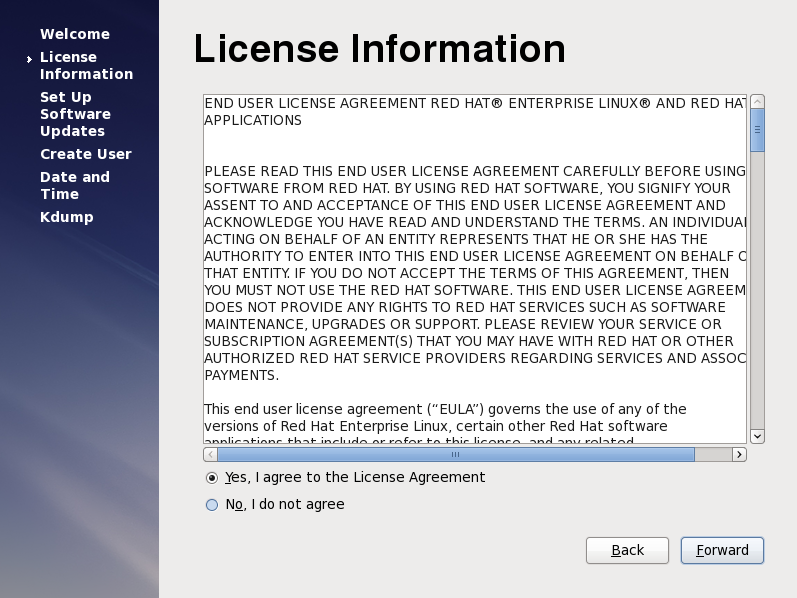 Welcome
License
Information
Set Up
Software
Updates
Create User
Date and
Time
Kdump
License Information
END USER LICENSE AGREEMENT RED HAT® ENTERPRISE LINUX® AND RED HAT
APPLICATIONS
PLEASE READ THIS END USER LICENSE AGREEMENT CAREFULLY BEFORE USING
SOFTWARE FROM RED HAT. BY USING RED HAT SOFTWARE, YOU SIGNIFY YOUR
ASSENT TO AND ACCEPTANCE OF THIS END USER LICENSE AGREEMENT AND
ACKNOWLEDGE YOU HAVE READ AND UNDERSTAND THE TERMS. AN INDIVIDUAL
ACTING ON BEHALF OF AN ENTITY REPRESENTS THAT HE OR SHE HAS THE
AUTHORITY TO ENTER INTO THIS END USER LICENSE AGREEMENT ON BEHALF O
THAT ENTITY. IF YOU DO NOT ACCEPT THE TERMS OF THIS AGREEMENT, THEN
YOU MUST NOT USE THE RED HAT SOFTWARE. THIS END USER LICENSE AGREEM
DOES NOT PROVIDE ANY RIGHTS TO RED HAT SERVICES SUCH AS SOFTWARE
MAINTENANCE, UPGRADES OR SUPPORT. PLEASE REVIEW YOUR SERVICE OR
SUBSCRIPTION AGREEMENT(S) THAT YOU MAY HAVE WITH RED HAT OR OTHER
AUTHORIZED RED HAT SERVICE PROVIDERS REGARDING SERVICES AND ASSOC
PAYMENTS.
This end user license agreement (“EULA”) governs the use of any of the
versions of Red Hat Enterprise Linux, certain other Red Hat software
applications that include or refer to this license, and any related
Yes, I agree to the License Agreement
No, I do not agree
Back
Forward